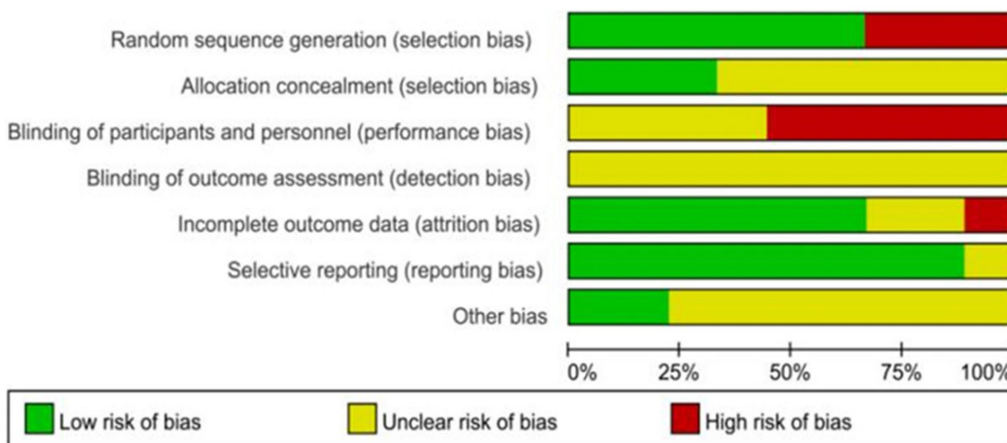 Random sequence generation (selection bias)
Allocation concealment (selection bias)
Blinding of participants and personnel (performance bias)
Blinding of outcome assessment (detection bias)
Incomplete outcome data (attrition bias)
Selective reporting (reporting bias)
Other bias
0% 25% 50% 75% 100%
Low risk of bias Unclear risk of bias High risk of bias